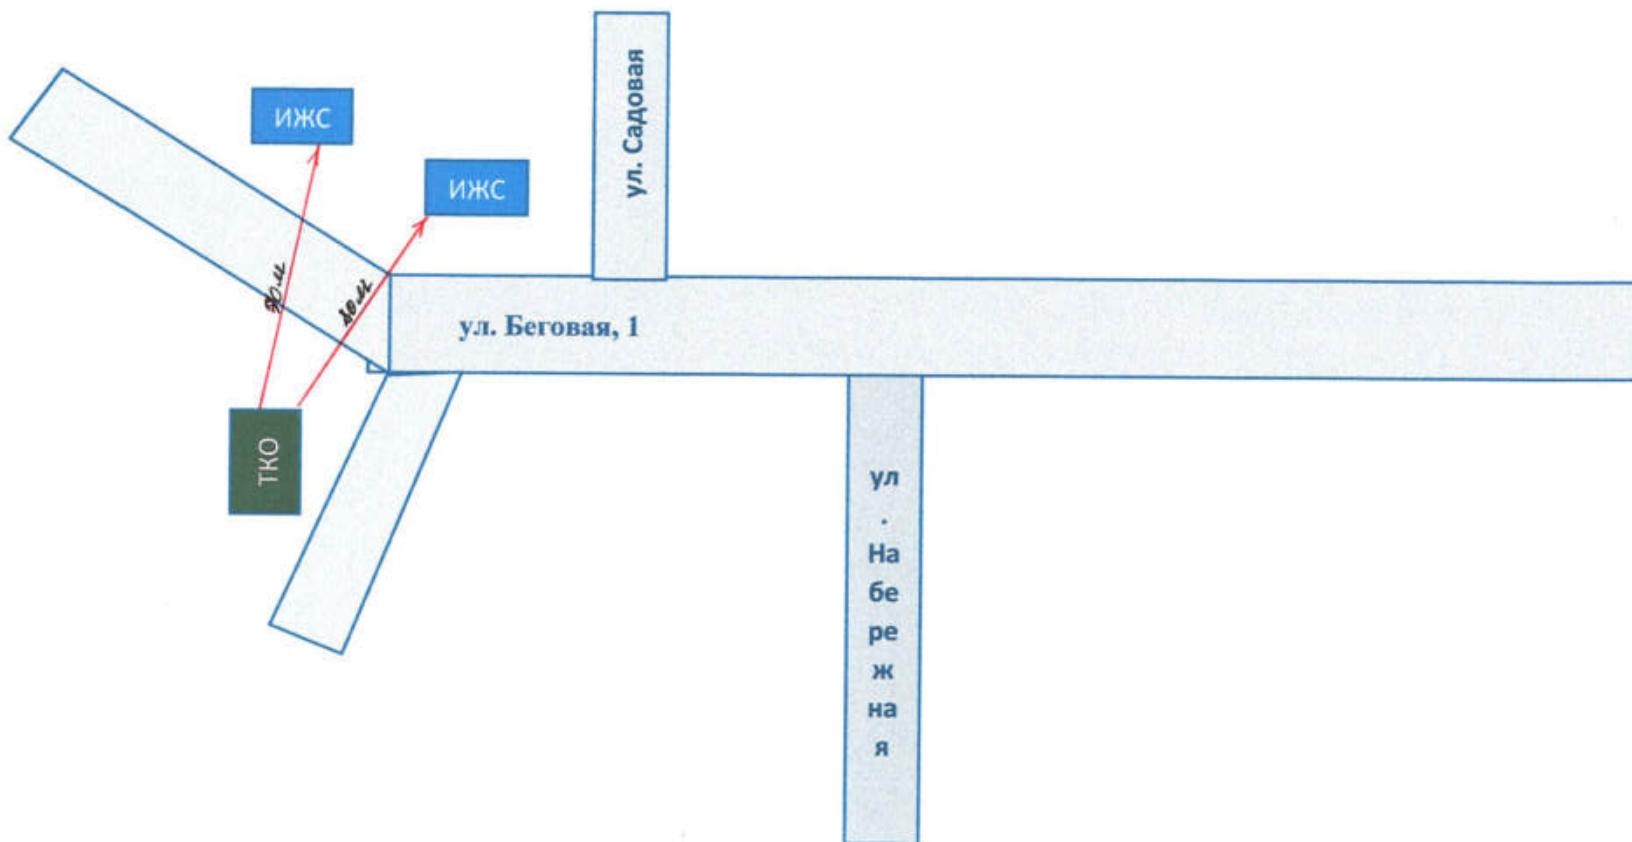 ул. Садовая
ИЖС
ИЖС
ул. Беговая, 1
ТКО
ул
.
На
бе
ре
ж
на
я